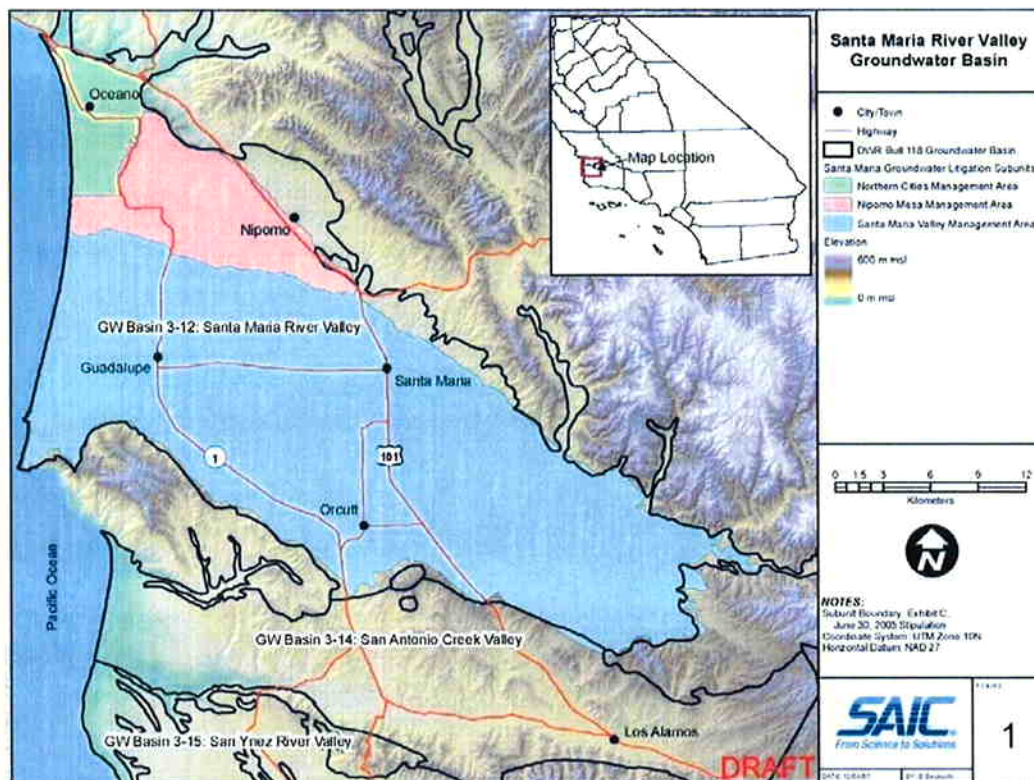 Santa Maria River Valley
Groundwater Basin
City/Town
Highway
DWR Bull 118 Groundwater Basin
Santa Maria Groundwater Litigation Subunits
Northern Cities Management Area
Nipomo Mesa Management Area
Santa Maria Valley Management Area
Elevation
600 m msl
0 m msl
Map Location
Oceano
Nipomo
GW Basin 3-12: Santa Maria River Valley
Guadalupe
Santa Maria
1
101
Orcutt
Pacific Ocean
GW Basin 3-14: San Antonio Creek Valley
GW Basin 3-15: San Ynez River Valley
Los Alamos
DRAFT
0 1.5 3 6 9 12
Kilometers
N
NOTES:
Subunit Boundary: Exhibit C,
June 30, 2005 Stipulation
Coordinate System: UTM Zone 10N
Horizontal Datum: NAD 27
SAIC
From Science to Solutions
1